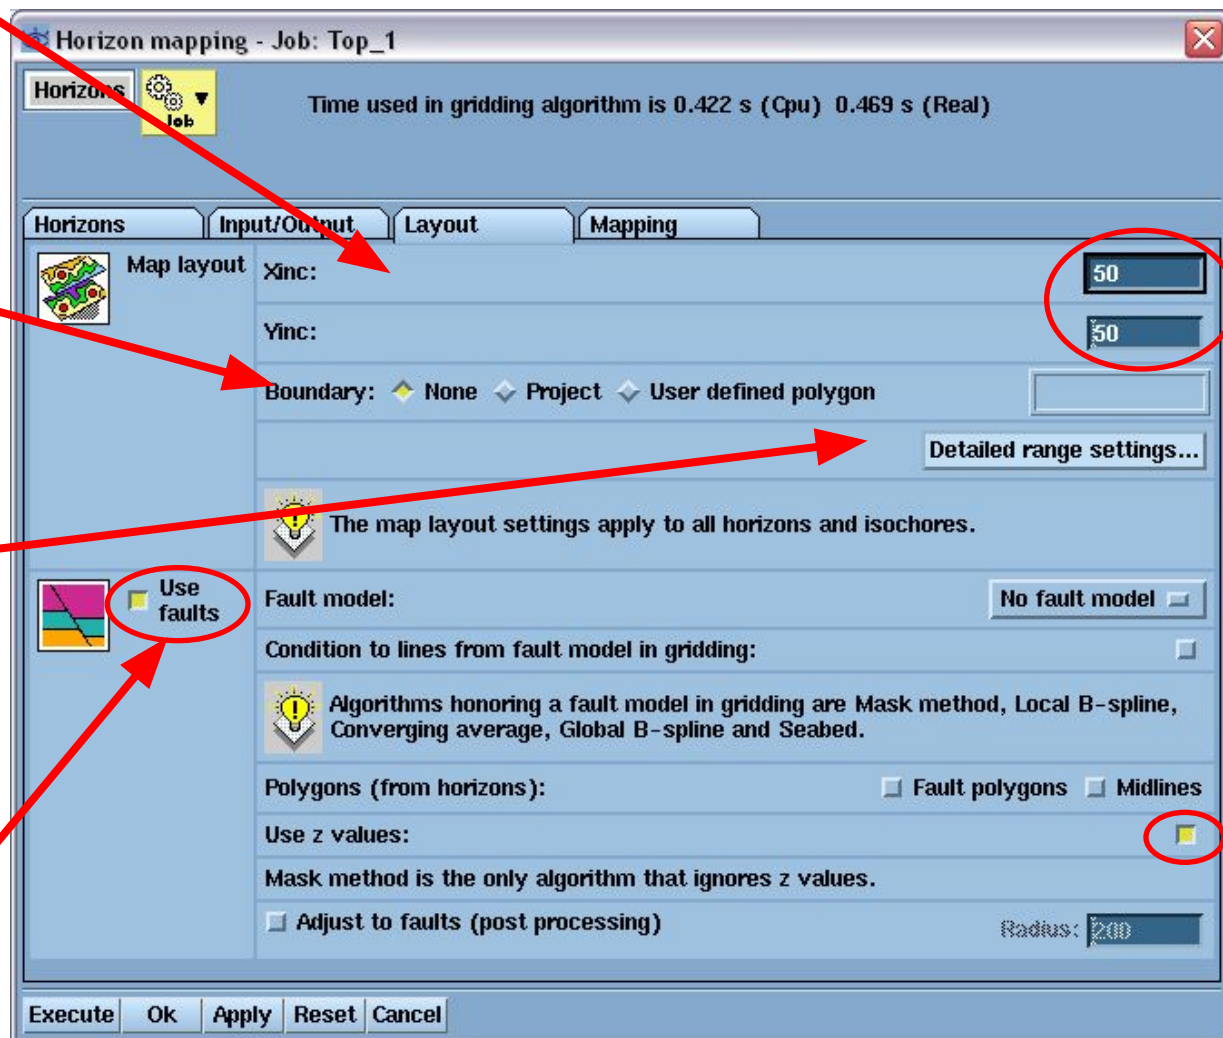 Horizon mapping - Job: Top_1
Horizons
Job
Time used in gridding algorithm is 0.422 s (Cpu) 0.469 s (Real)
Horizons Input/Output Layout Mapping
Map layout
Xinc: 50
Yinc: 50
Boundary: None Project User defined polygon
Detailed range settings...
The map layout settings apply to all horizons and isochores.
Use
faults
Fault model: No fault model
Condition to lines from fault model in gridding:
Algorithms honoring a fault model in gridding are Mask method, Local B-spline,
Converging average, Global B-spline and Seabed.
Polygons (from horizons): Fault polygons Midlines
Use z values:
Mask method is the only algorithm that ignores z values.
Adjust to faults (post processing) Radius: 200
Execute Ok Apply Reset Cancel